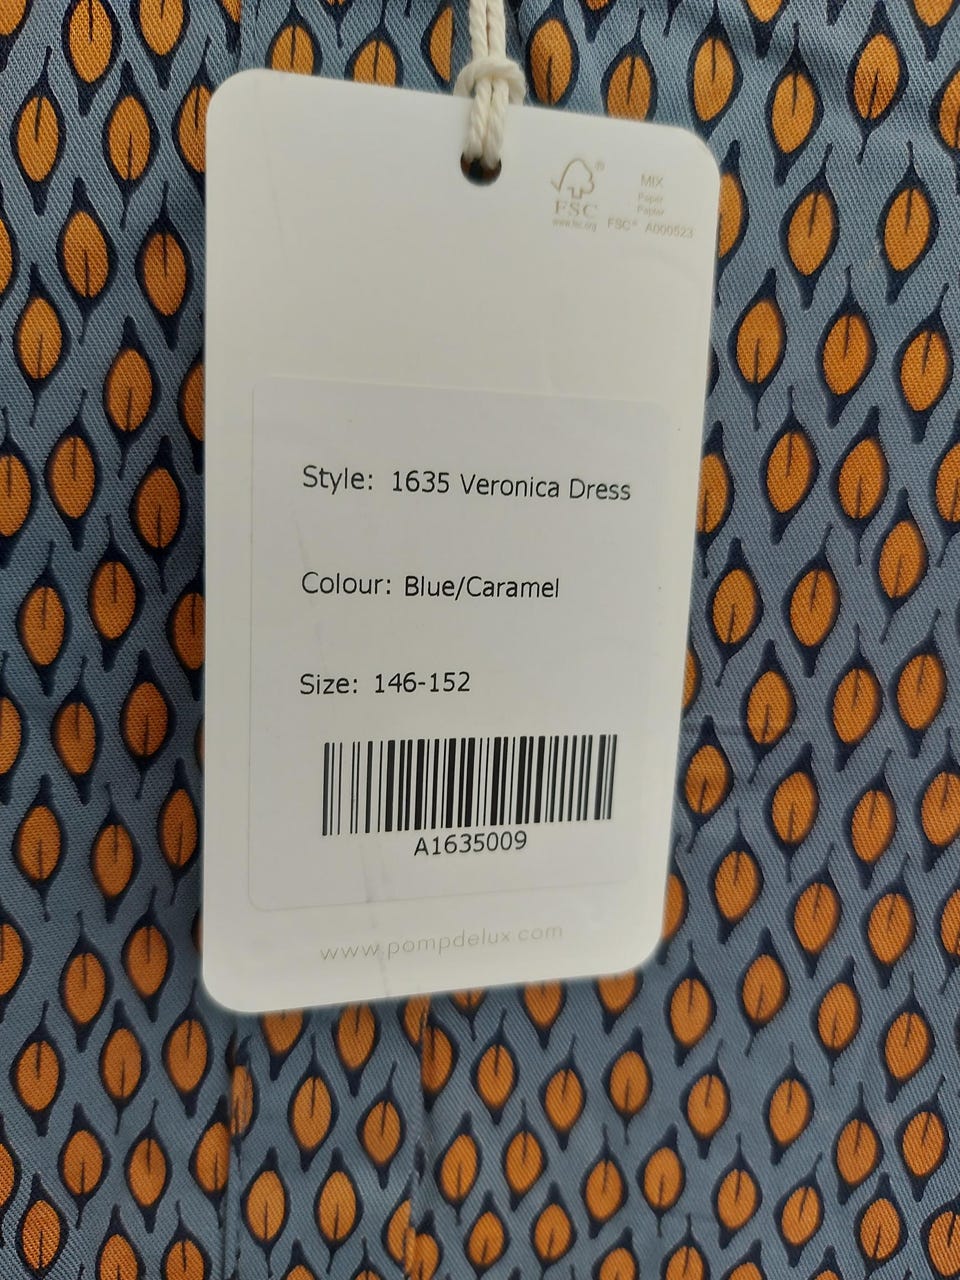 FSC®
www.fsc.org
MIX
Paper
Papier
FSC® A000523
Style: 1635 Veronica Dress
Colour: Blue/Caramel
Size: 146-152
A1635009
www.pompdelux.com